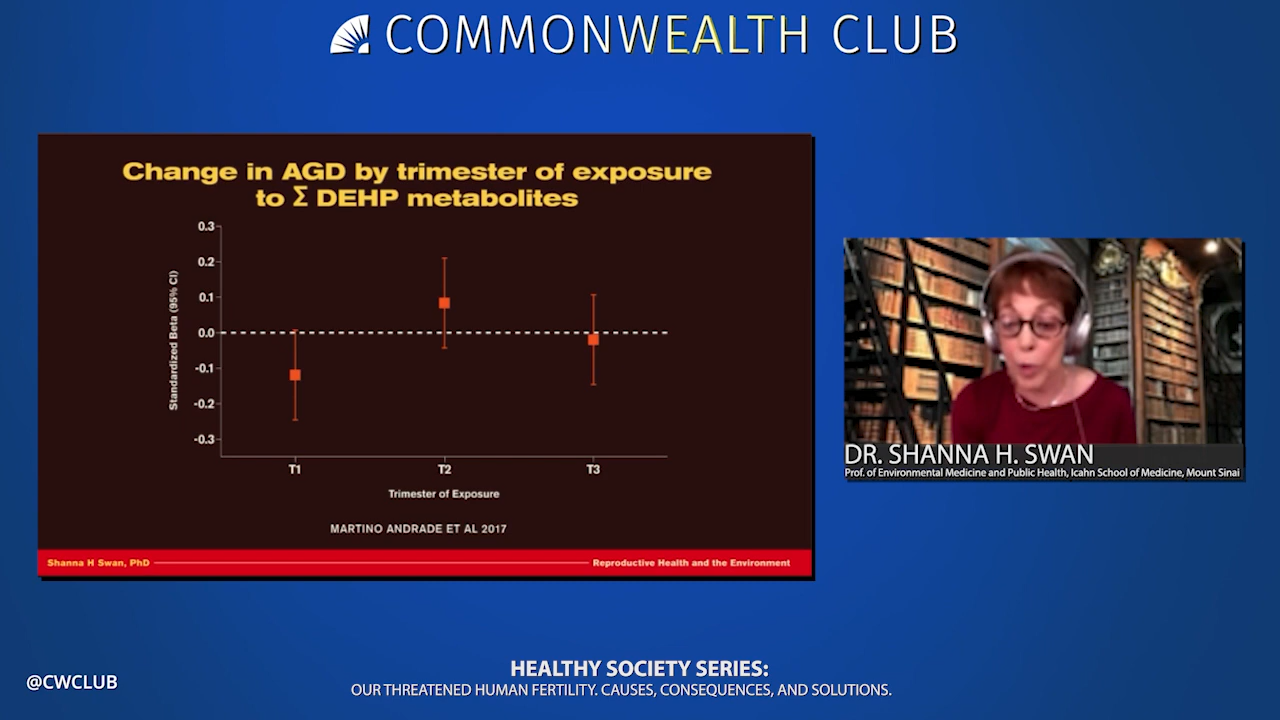 COMMONWEALTH CLUB
Change in AGD by trimester of exposure
to Σ DEHP metabolites
0.3
0.2
0.1
0.0
-0.1
-0.2
-0.3
Standardized Beta (95% CI)
T1 T2 T3
Trimester of Exposure
MARTINO ANDRADE ET AL 2017
Shanna H Swan, PhD
Reproductive Health and the Environment
DR. SHANNA H. SWAN
Prof. of Environmental Medicine and Public Health, Icahn School of Medicine, Mount Sinai
@CWCLUB
HEALTHY SOCIETY SERIES:
OUR THREATENED HUMAN FERTILITY. CAUSES, CONSEQUENCES, AND SOLUTIONS.